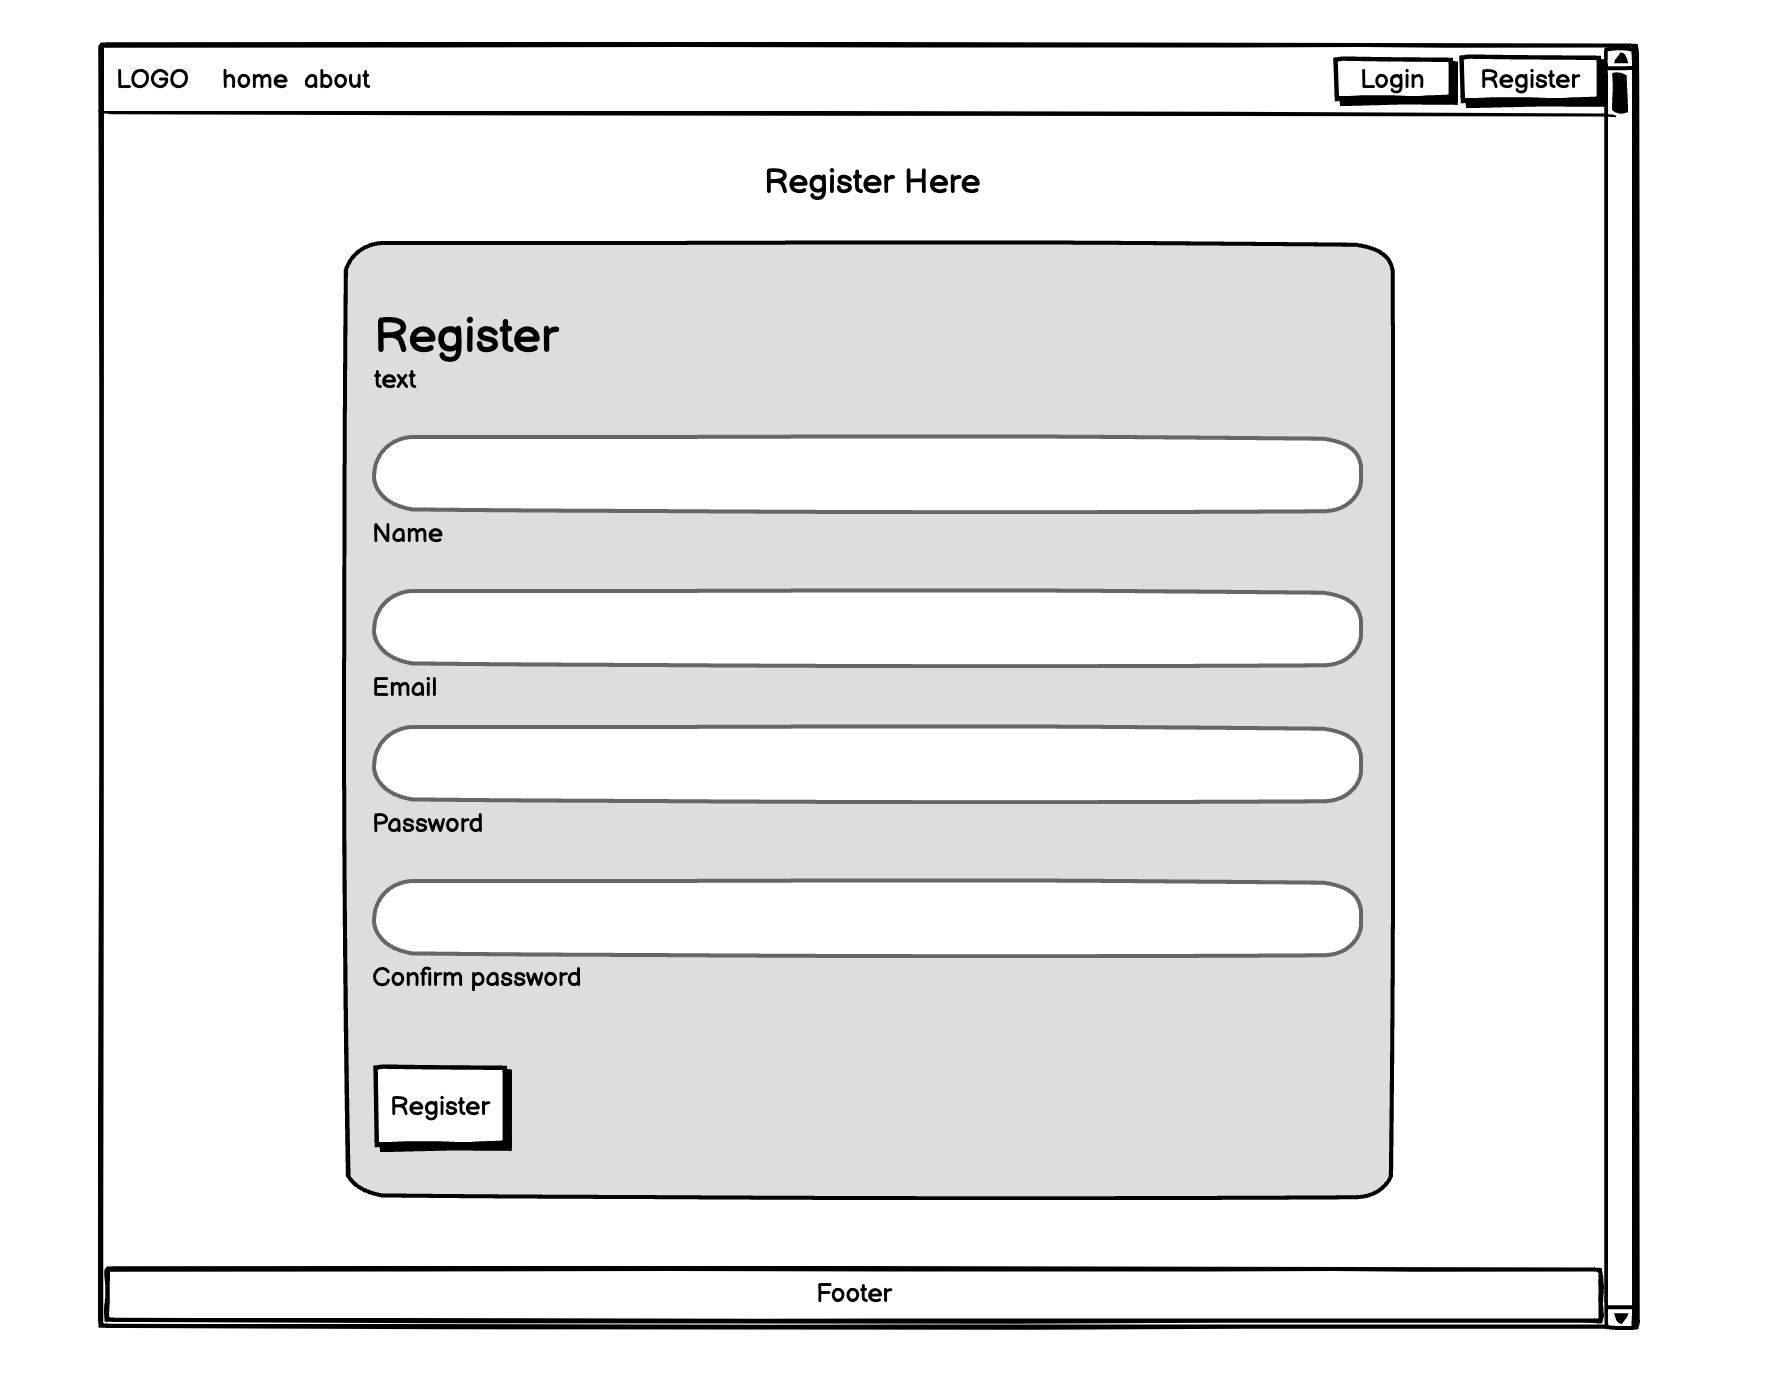 LOGO home about Login Register
Register Here
Register
text
Name
Email
Password
Confirm password
Register
Footer